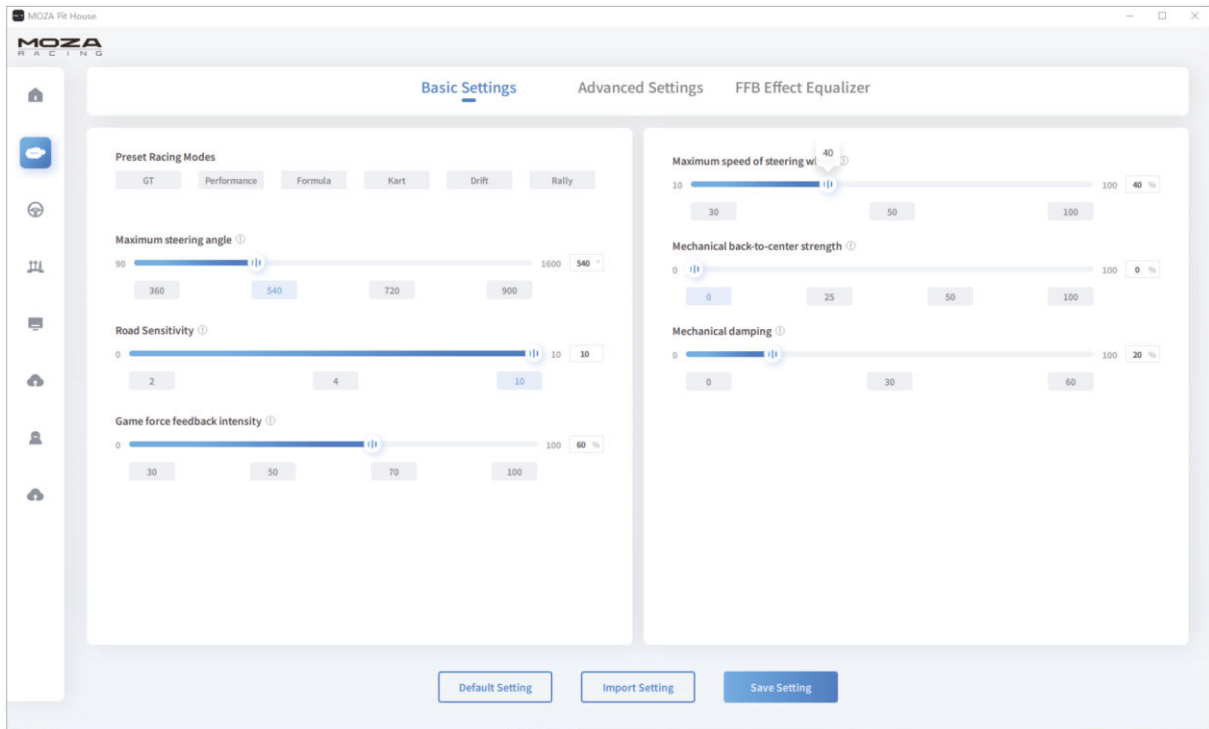 MOZA Pit House
MOZA
RACING
Basic Settings Advanced Settings FFB Effect Equalizer
Preset Racing Modes
GT Performance Formula Kart Drift Rally
Maximum steering angle
90 1600 540 °
360 540 720 900
Road Sensitivity
0 10 10
2 4 10
Game force feedback intensity
0 100 60 %
30 50 70 100
40
Maximum speed of steering w
10 100 40 %
30 50 100
Mechanical back-to-center strength
0 100 0 %
0 25 50 100
Mechanical damping
0 100 20 %
0 30 60
Default Setting Import Setting Save Setting